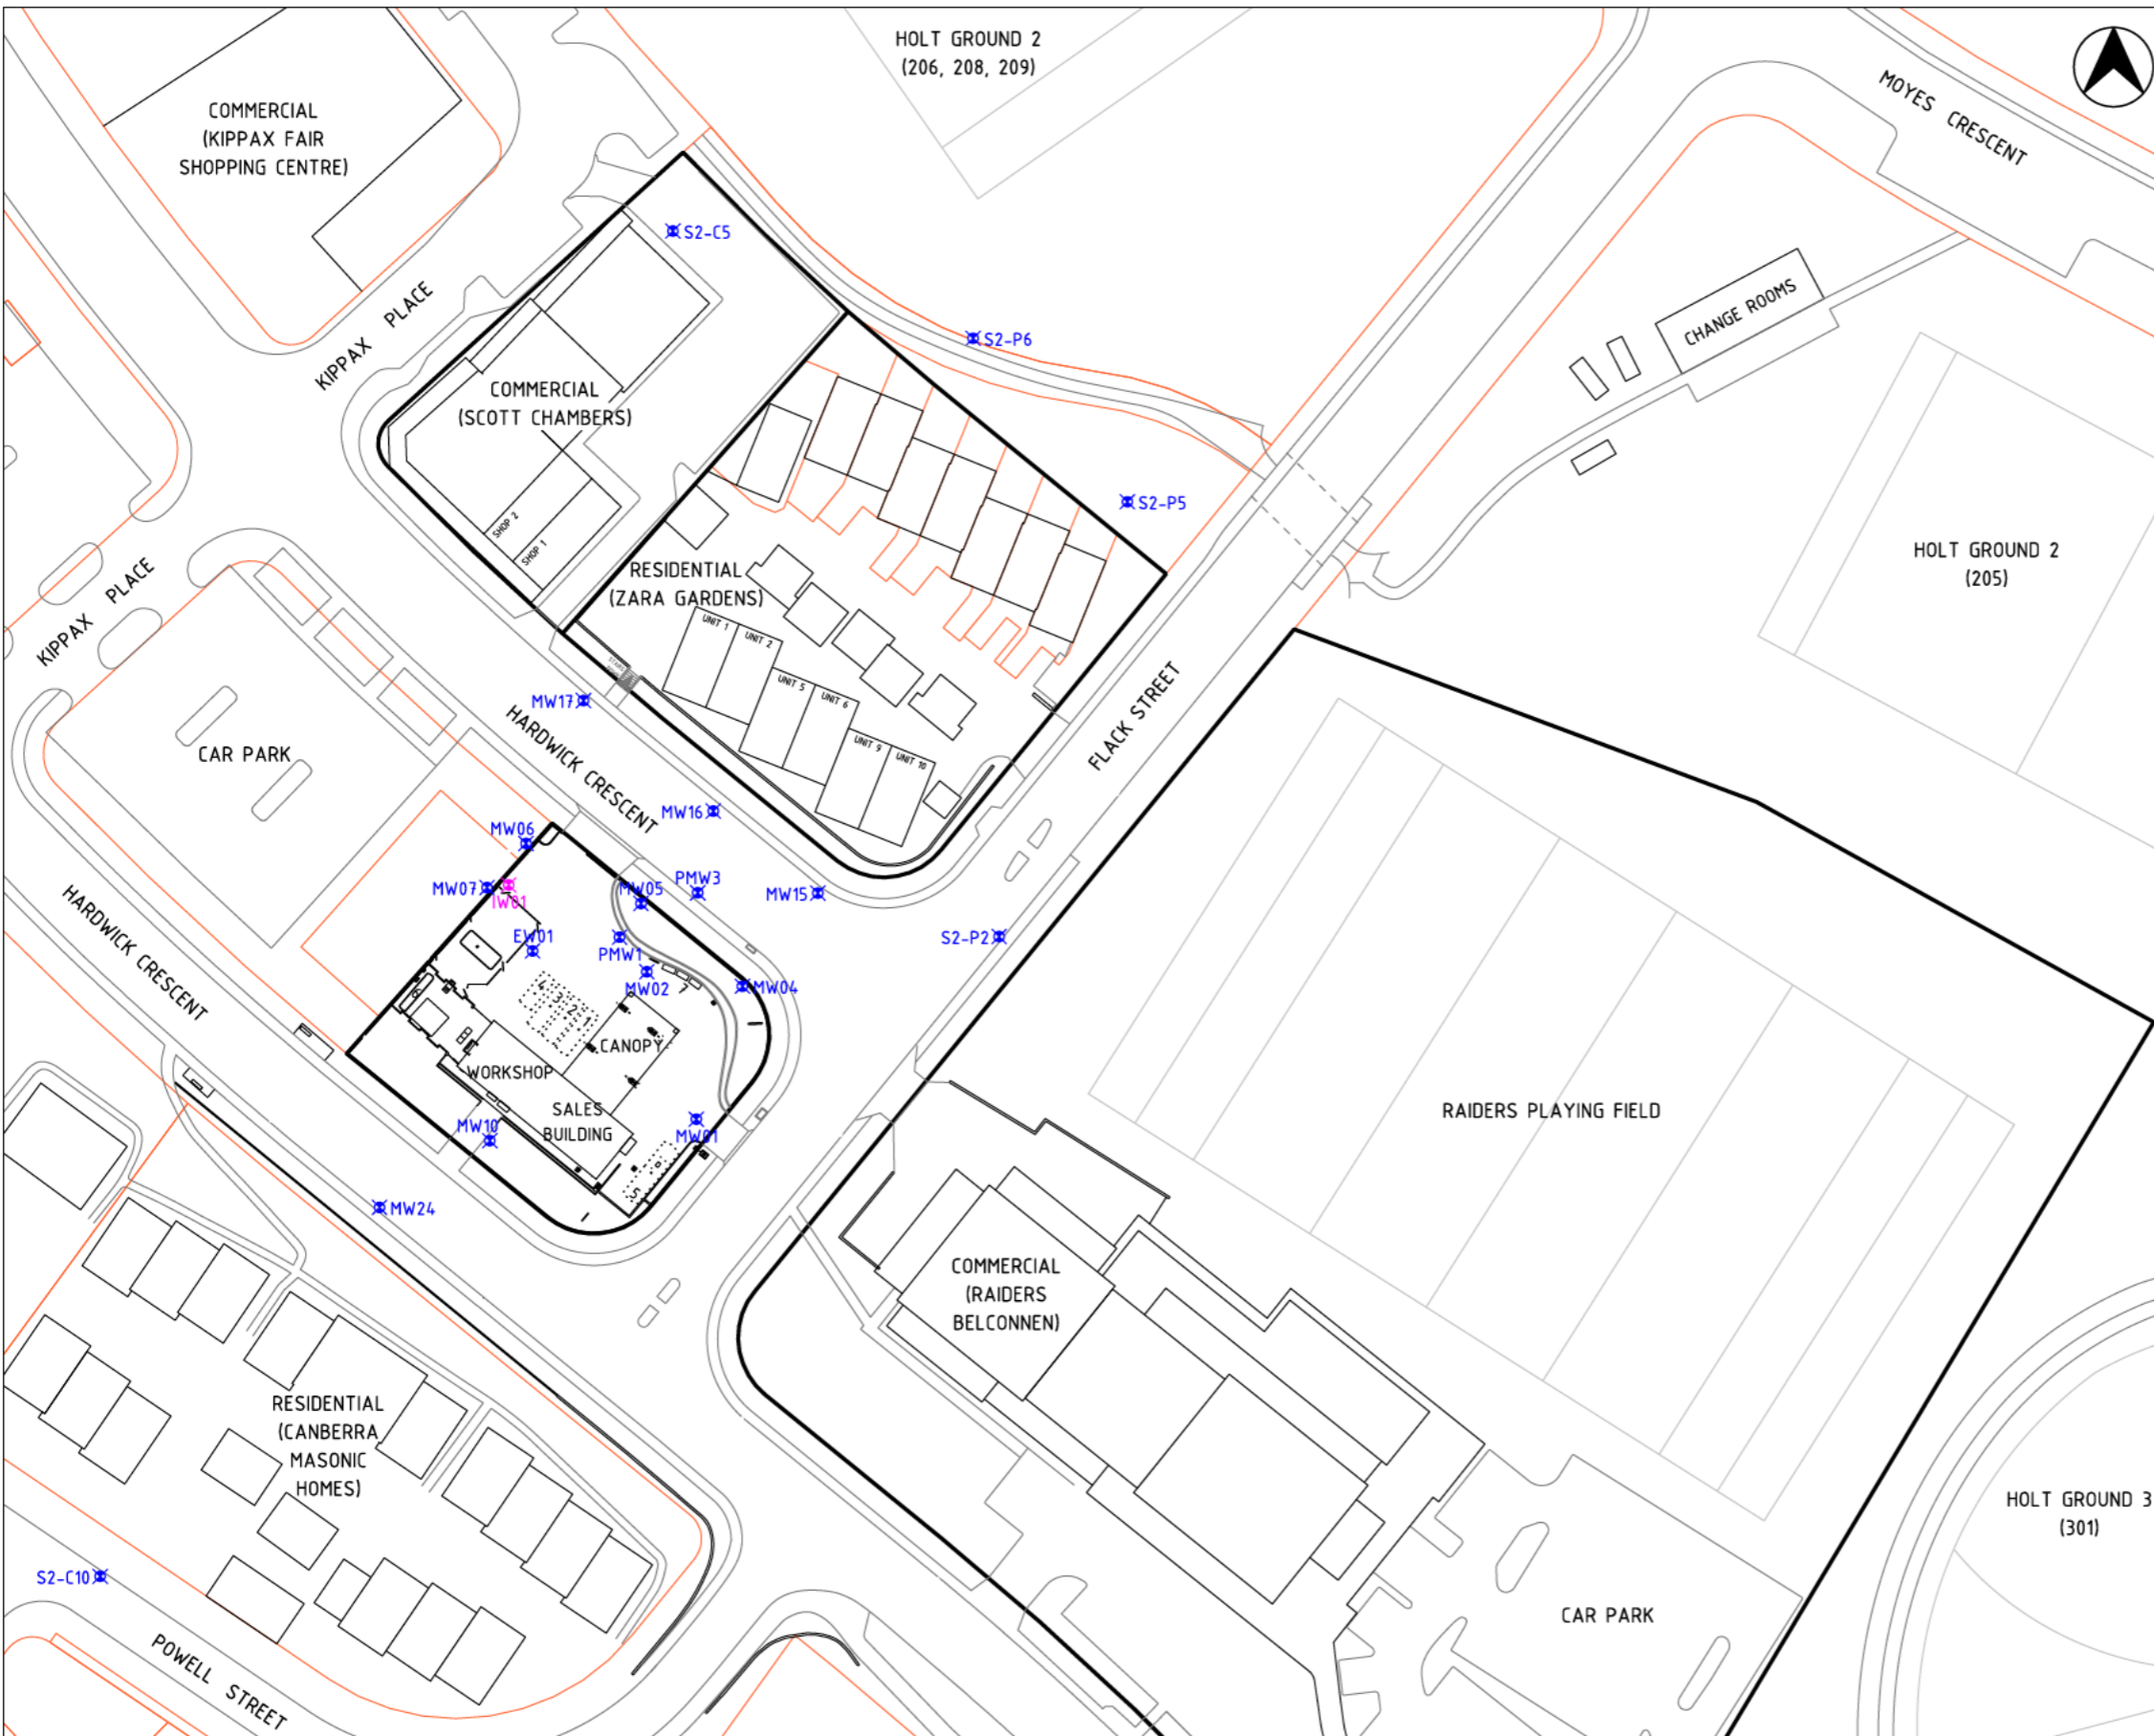 HOLT GROUND 2
(206, 208, 209)
MOYES CRESCENT
COMMERCIAL
(KIPPAX FAIR
SHOPPING CENTRE)
S2-C5
KIPPAX PLACE
CHANGE ROOMS
S2-P6
COMMERCIAL
(SCOTT CHAMBERS)
S2-P5
SHOP 2
SHOP 1
HOLT GROUND 2
(205)
KIPPAX PLACE
RESIDENTIAL
(ZARA GARDENS)
UNIT 1
UNIT 2
UNIT 5
UNIT 6
UNIT 9
UNIT 10
FLACK STREET
MW17
HARDWICK CRESCENT
CAR PARK
MW16
MW06
MW07
IW01
MW05
PMW3
MW15
HARDWICK CRESCENT
EW01
PMW1
S2-P2
MW02
MW04
4
3
2
1
CANOPY
WORKSHOP
SALES
BUILDING
MW10
MW01
5
RAIDERS PLAYING FIELD
MW24
COMMERCIAL
(RAIDERS
BELCONNEN)
RESIDENTIAL
(CANBERRA
MASONIC
HOMES)
HOLT GROUND 3
(301)
S2-C10
CAR PARK
POWELL STREET